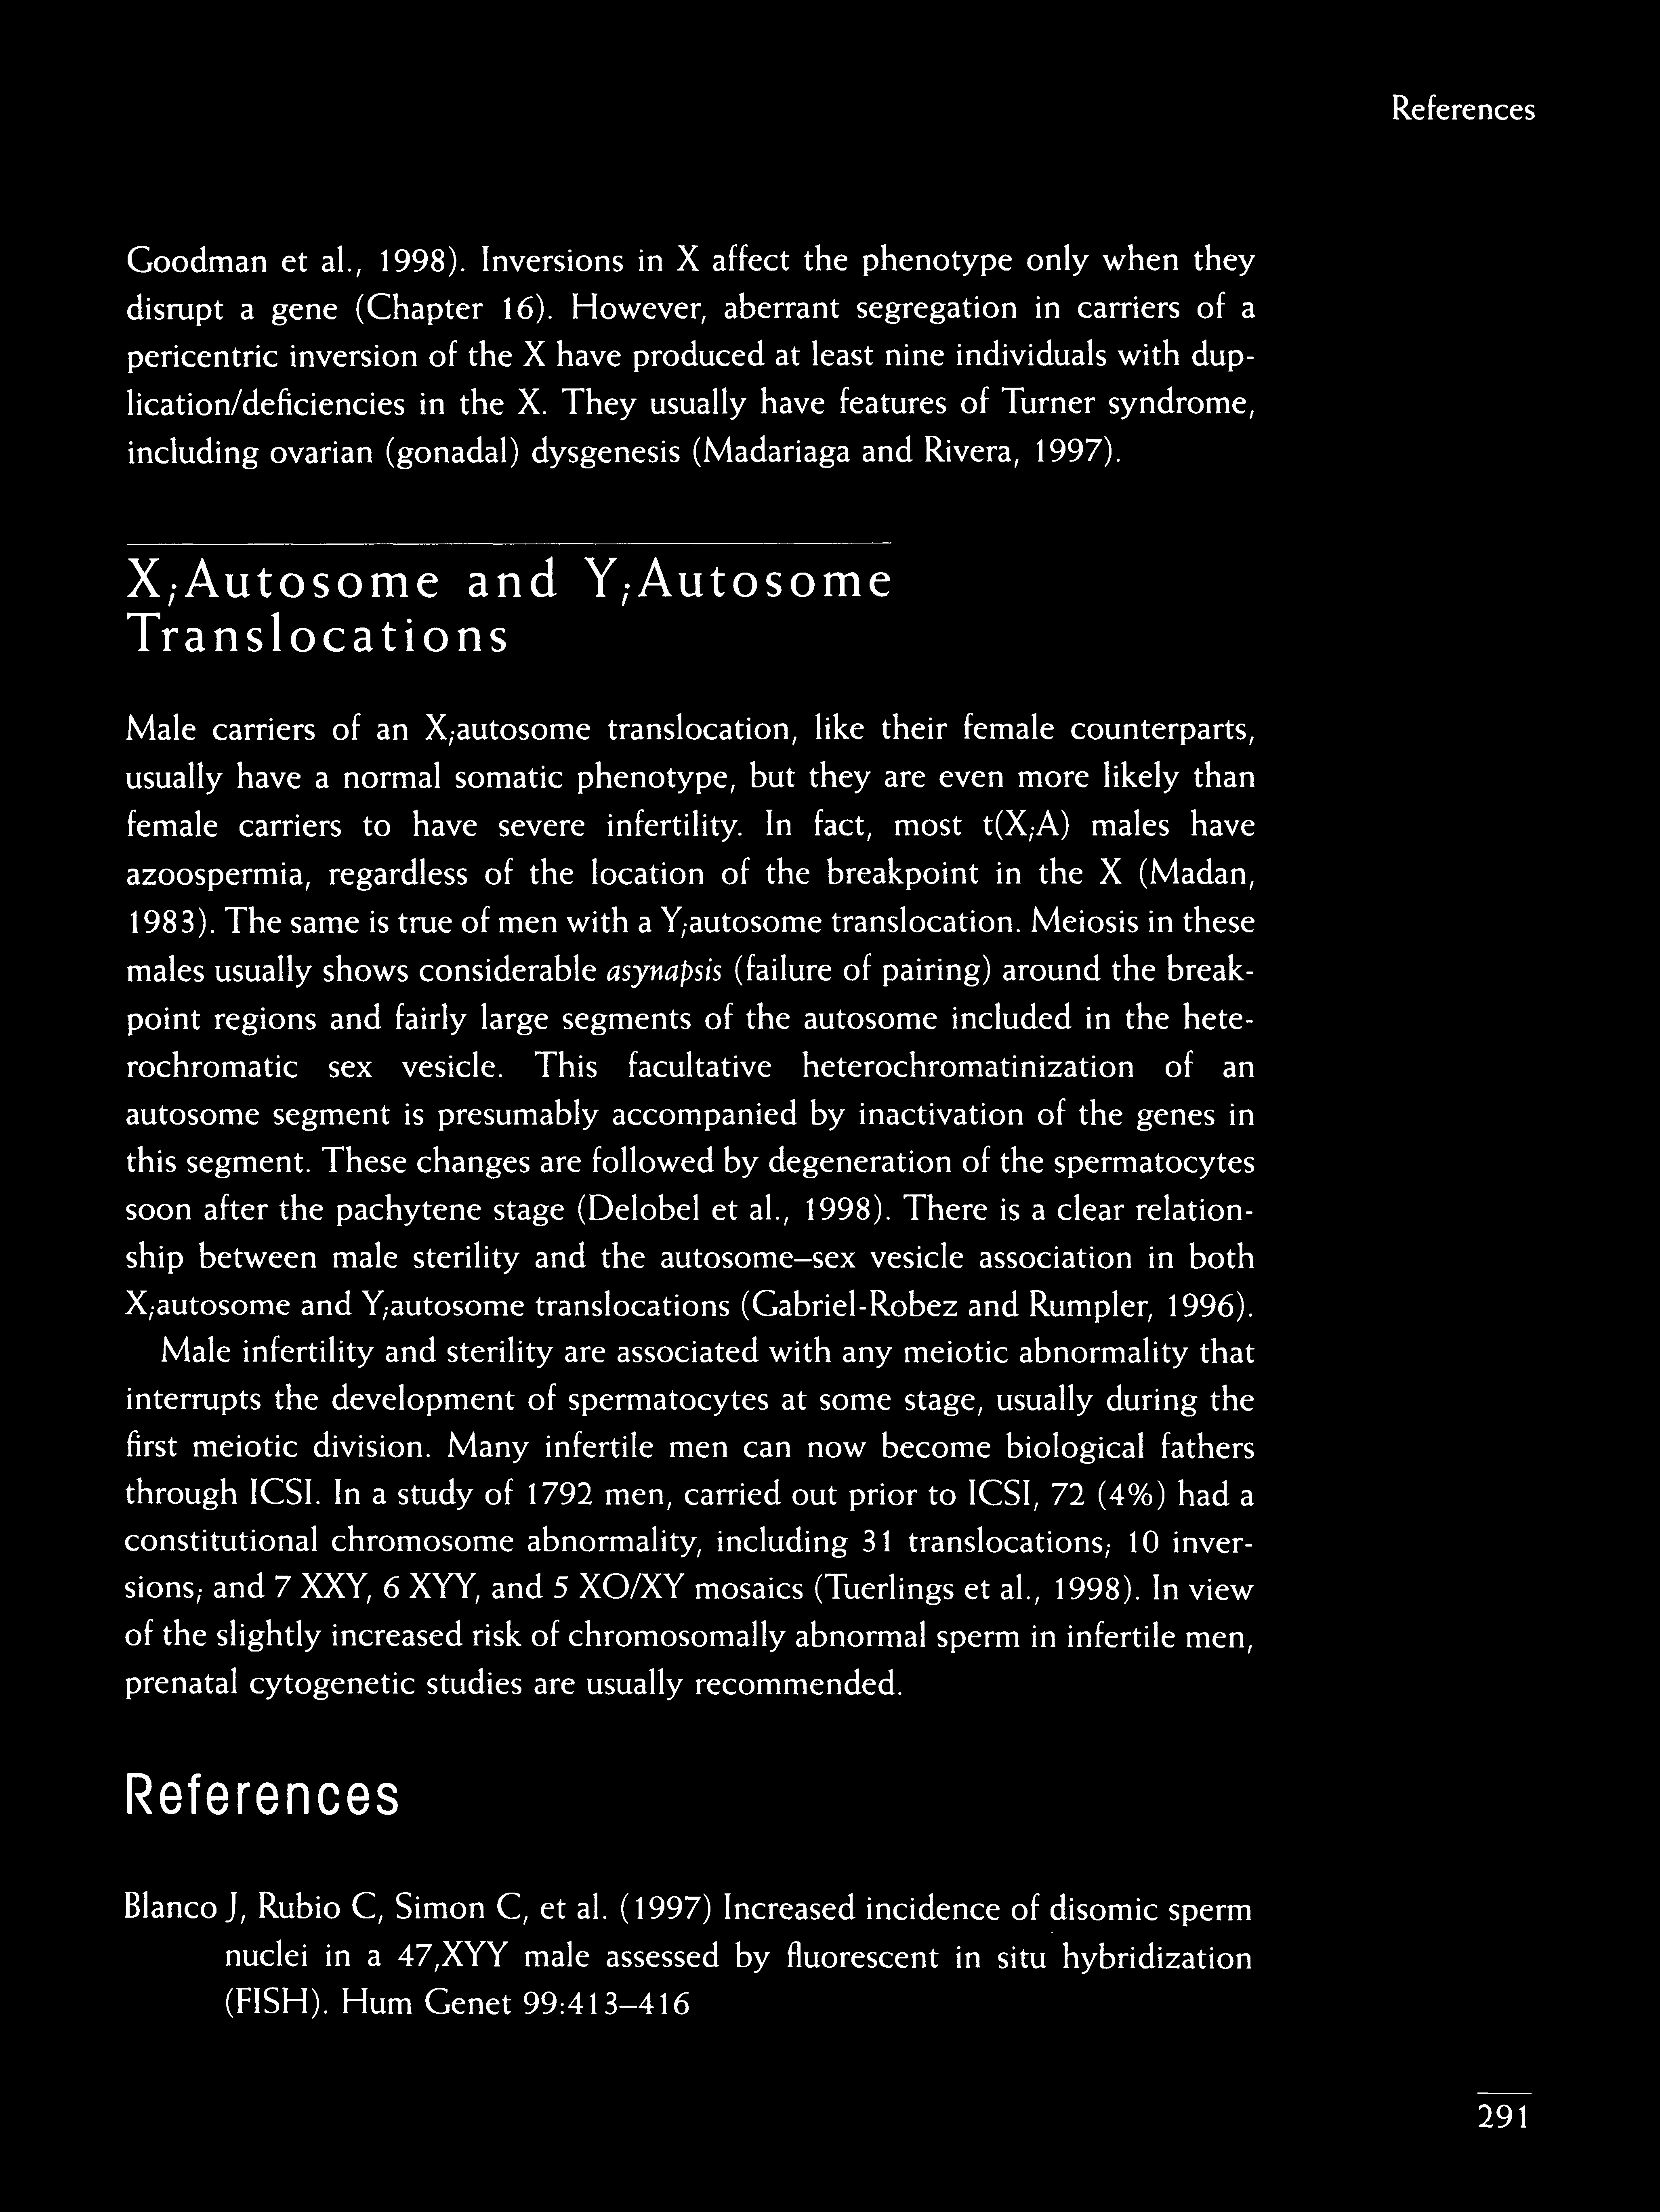 References
Goodman et al., 1998). Inversions in X affect the phenotype only when they
disrupt a gene (Chapter 16). However, aberrant segregation in carriers of a
pericentric inversion of the X have produced at least nine individuals with dup-
lication/deficiencies in the X. They usually have features of Turner syndrome,
including ovarian (gonadal) dysgenesis (Madariaga and Rivera, 1997).
X;Autosome and Y;Autosome
Translocations
Male carriers of an X;autosome translocation, like their female counterparts,
usually have a normal somatic phenotype, but they are even more likely than
female carriers to have severe infertility. In fact, most t(X;A) males have
azoospermia, regardless of the location of the breakpoint in the X (Madan,
1983). The same is true of men with a Y;autosome translocation. Meiosis in these
males usually shows considerable asynapsis (failure of pairing) around the break-
point regions and fairly large segments of the autosome included in the hete-
rochromatic sex vesicle. This facultative heterochromatinization of an
autosome segment is presumably accompanied by inactivation of the genes in
this segment. These changes are followed by degeneration of the spermatocytes
soon after the pachytene stage (Delobel et al., 1998). There is a clear relation-
ship between male sterility and the autosome–sex vesicle association in both
X;autosome and Y;autosome translocations (Gabriel-Robez and Rumpler, 1996).
Male infertility and sterility are associated with any meiotic abnormality that
interrupts the development of spermatocytes at some stage, usually during the
first meiotic division. Many infertile men can now become biological fathers
through ICSI. In a study of 1792 men, carried out prior to ICSI, 72 (4%) had a
constitutional chromosome abnormality, including 31 translocations; 10 inver-
sions; and 7 XXY, 6 XYY, and 5 XO/XY mosaics (Tuerlings et al., 1998). In view
of the slightly increased risk of chromosomally abnormal sperm in infertile men,
prenatal cytogenetic studies are usually recommended.
References
Blanco J, Rubio C, Simon C, et al. (1997) Increased incidence of disomic sperm
nuclei in a 47,XYY male assessed by fluorescent in situ hybridization
(FISH). Hum Genet 99:413–416
291